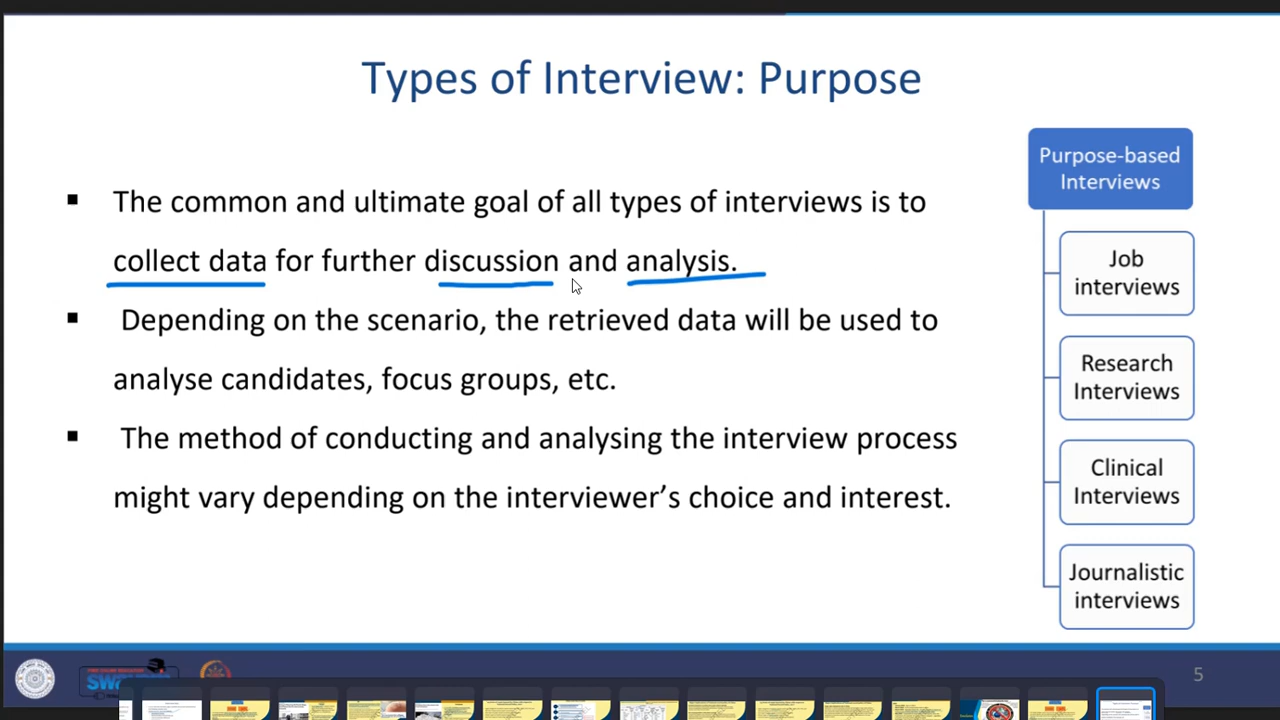 Types of Interview: Purpose
▪ The common and ultimate goal of all types of interviews is to
collect data for further discussion and analysis.
▪ Depending on the scenario, the retrieved data will be used to
analyse candidates, focus groups, etc.
▪ The method of conducting and analysing the interview process
might vary depending on the interviewer’s choice and interest.
Purpose-based
Interviews
Job
interviews
Research
Interviews
Clinical
Interviews
Journalistic
interviews
5